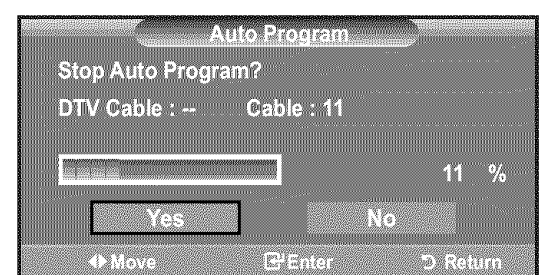 Auto Program
Stop Auto Program?
DTV Cable : -- Cable : 11
11 %
Yes No
Move Enter Return